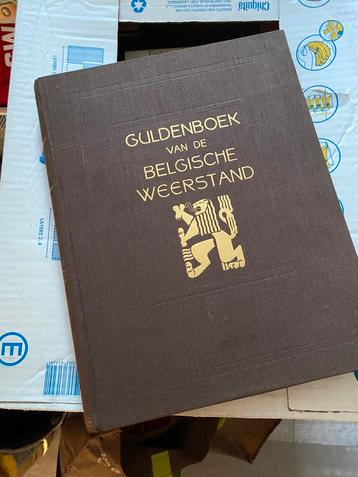 Chiquita
GULDENBOEK
VAN DE
BELGISCHE
WEERSTAND